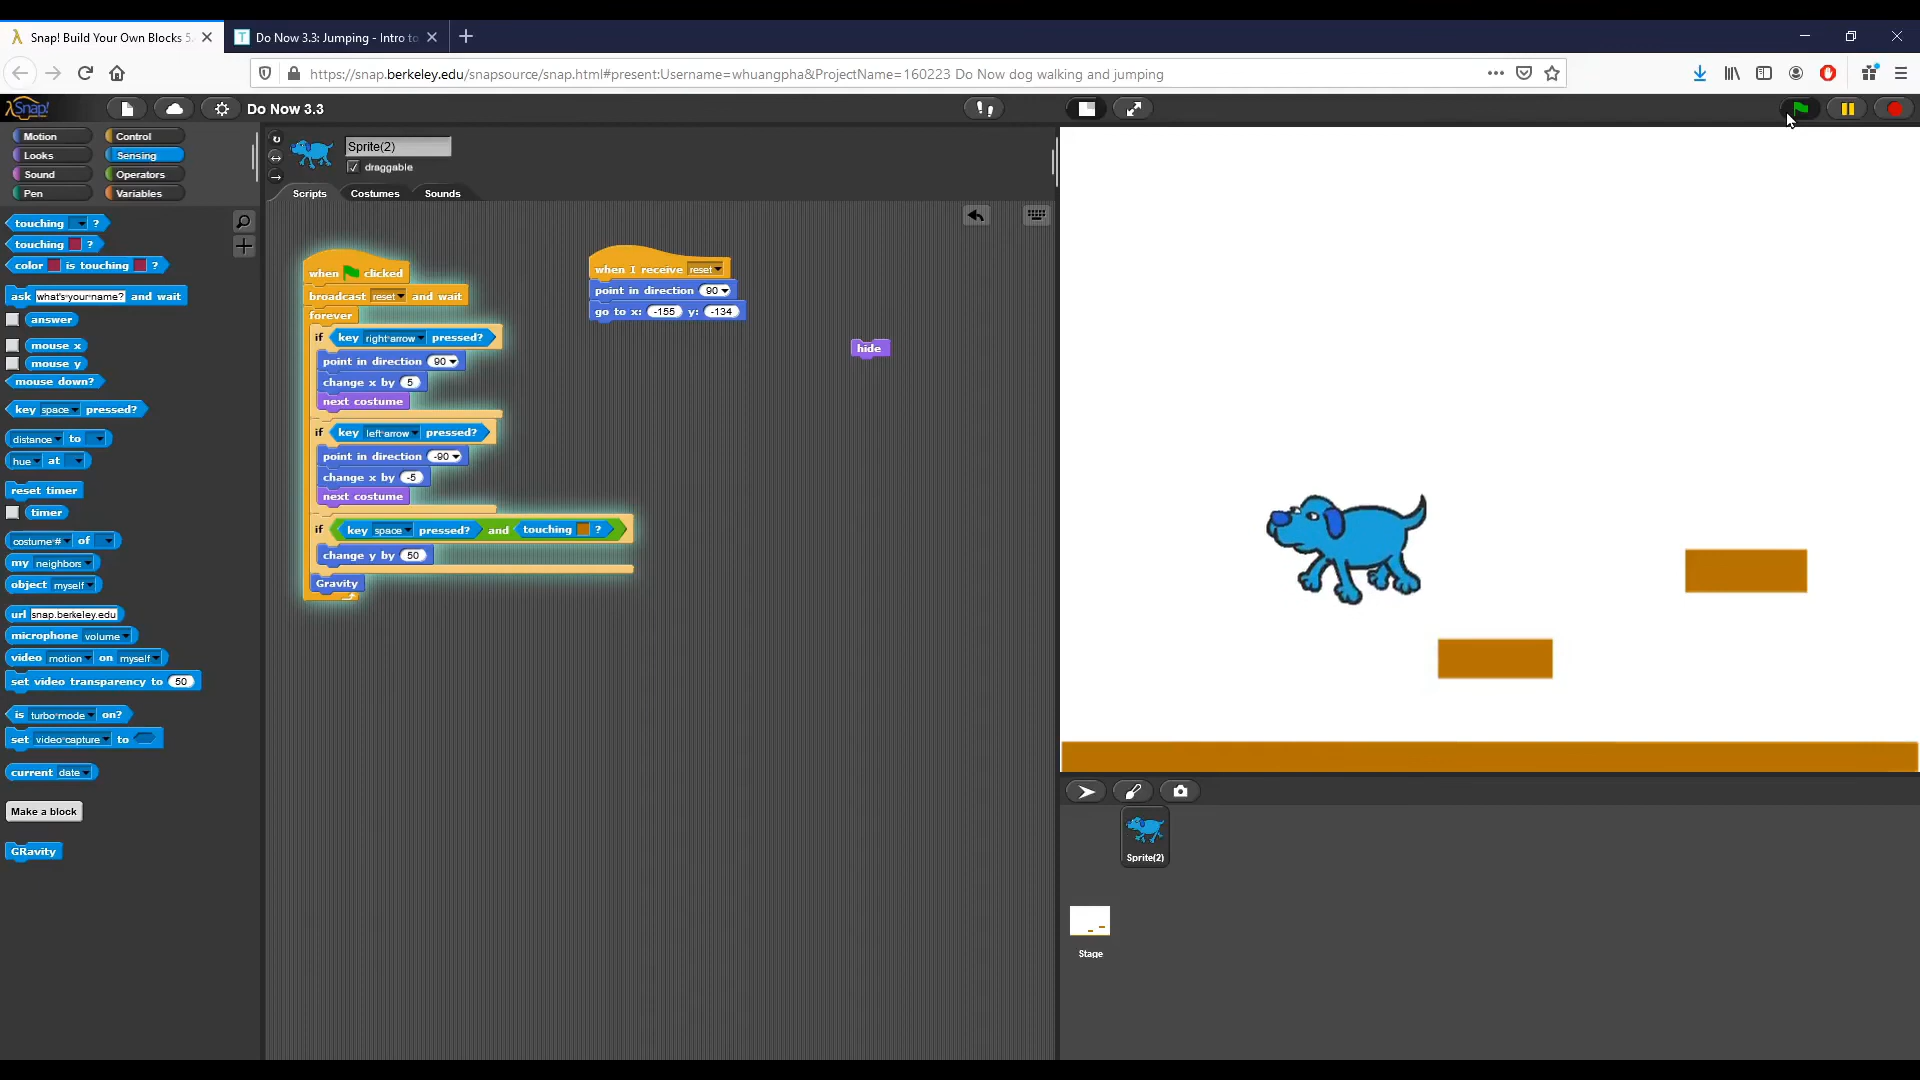 Snap! Build Your Own Blocks 5.
Do Now 3.3: Jumping - Intro to
https://snap.berkeley.edu/snapsource/snap.html#present:Username=whuangpha&ProjectName=160223 Do Now dog walking and jumping
Snap!
Do Now 3.3
Motion
Control
Looks
Sensing
Sound
Operators
Pen
Variables
Sprite(2)
draggable
Scripts
Costumes
Sounds
touching ?
touching ?
color is touching ?
ask what's your name? and wait
answer
mouse x
mouse y
mouse down?
key space pressed?
distance to
hue at
reset timer
timer
costume # of
my neighbors
object myself
url snap.berkeley.edu
microphone volume
video motion on myself
set video transparency to 50
is turbo mode on?
set video capture to
current date
Make a block
GRavity
when clicked
broadcast reset and wait
forever
if key right arrow pressed?
point in direction 90
change x by 5
next costume
if key left arrow pressed?
point in direction -90
change x by -5
next costume
if key space pressed? and touching ?
change y by 50
Gravity
when I receive reset
point in direction 90
go to x: -155 y: -134
hide
Sprite(2)
Stage